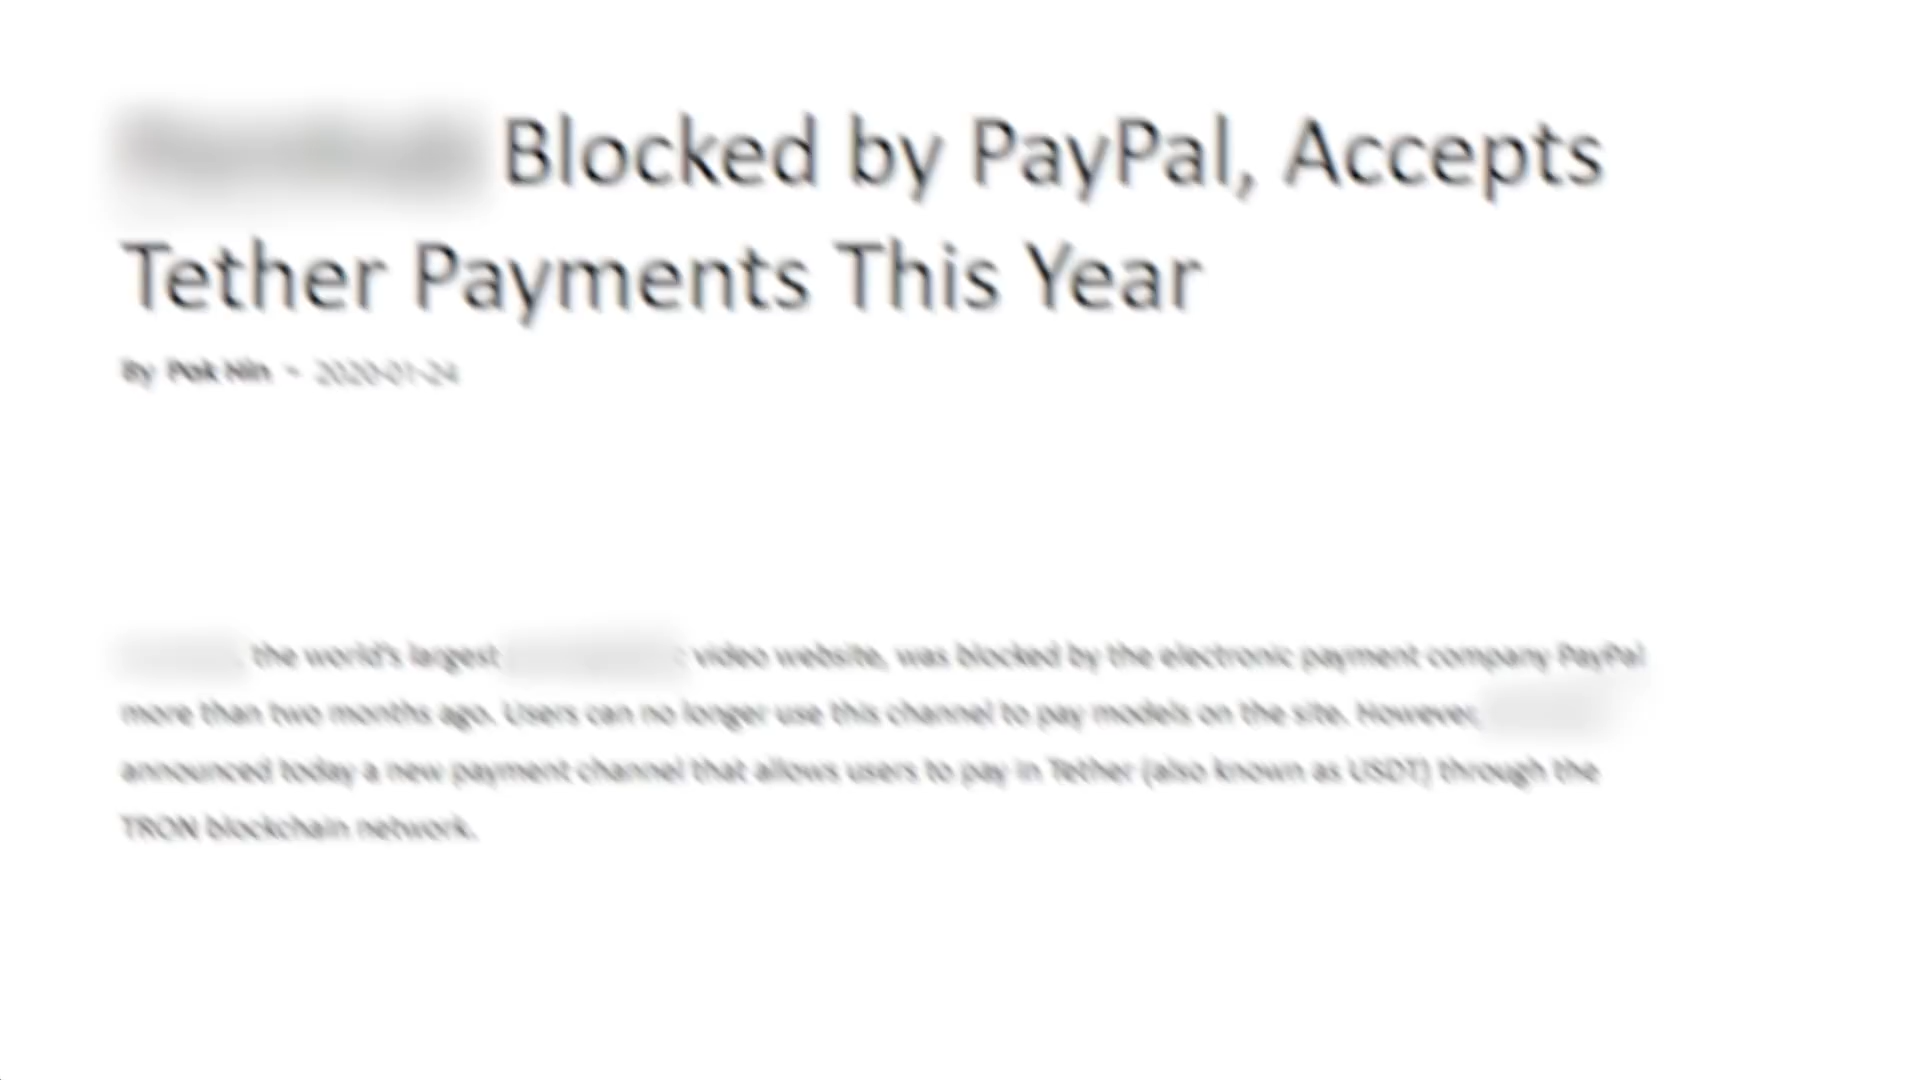 Blocked by PayPal, Accepts
Tether Payments This Year
By Pok Hin - 2020-01-24
the world's largest video website, was blocked by the electronic payment company PayPal
more than two months ago. Users can no longer use this channel to pay models on the site. However,
announced today a new payment channel that allows users to pay in Tether (also known as USDT) through the
TRON blockchain network.